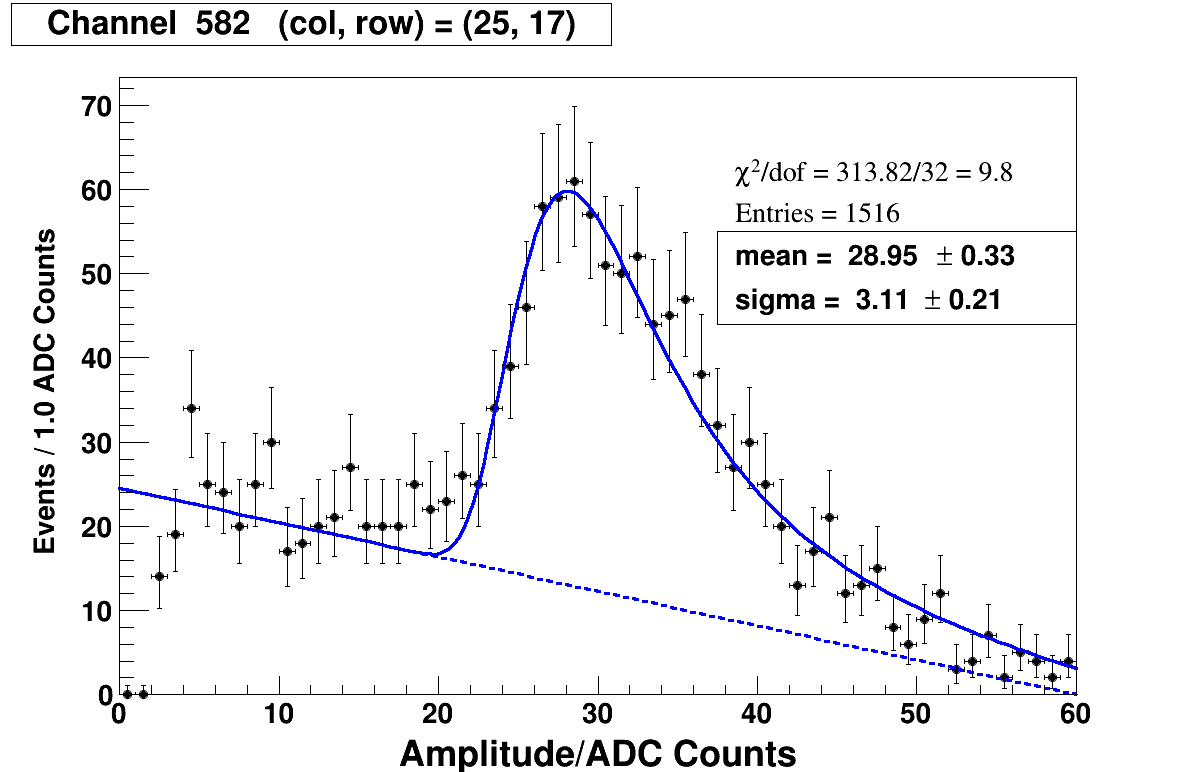 Channel 582 (col, row) = (25, 17)
70
60
50
40
30
20
10
0
Events / 1.0 ADC Counts
χ²/dof = 313.82/32 = 9.8
Entries = 1516
mean = 28.95 ± 0.33
sigma = 3.11 ± 0.21
0 10 20 30 40 50 60
Amplitude/ADC Counts